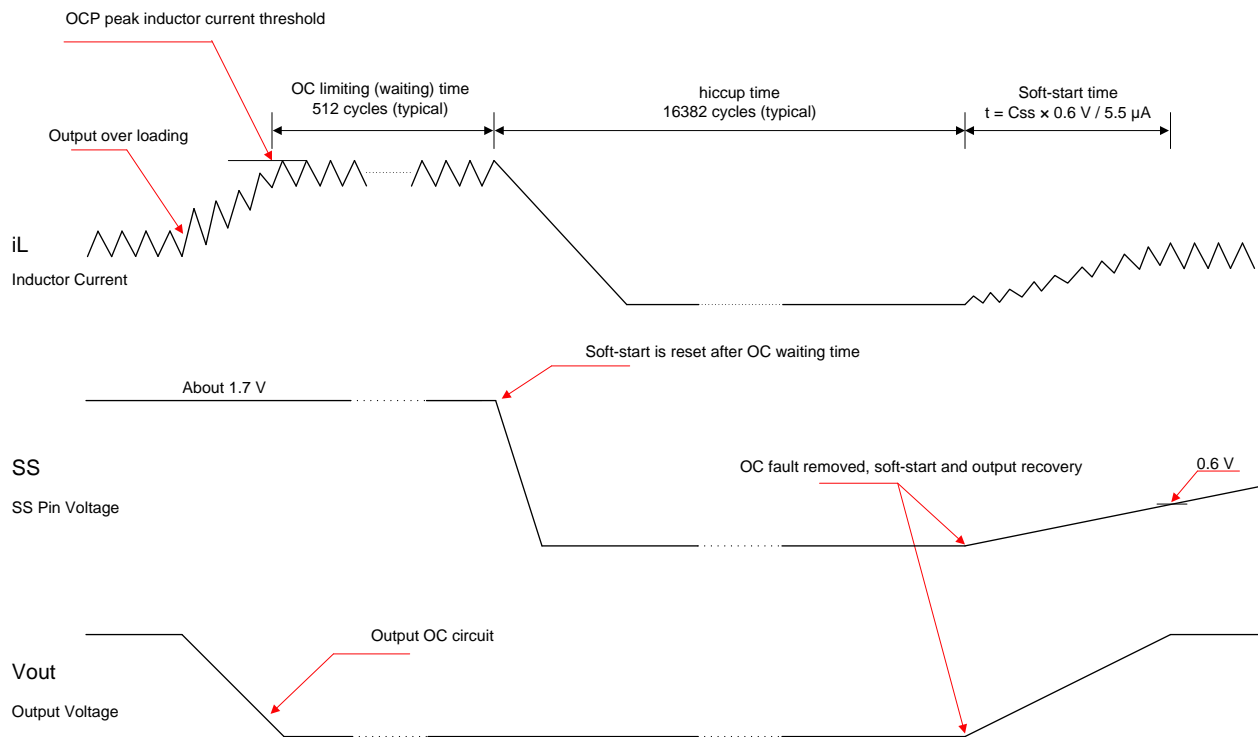 OCP peak inductor current threshold
OC limiting (waiting) time
512 cycles (typical)
hiccup time
16382 cycles (typical)
Soft-start time
t = Css × 0.6 V / 5.5 µA
Output over loading
iL
Inductor Current
Soft-start is reset after OC waiting time
About 1.7 V
SS
SS Pin Voltage
OC fault removed, soft-start and output recovery
0.6 V
Output OC circuit
Vout
Output Voltage